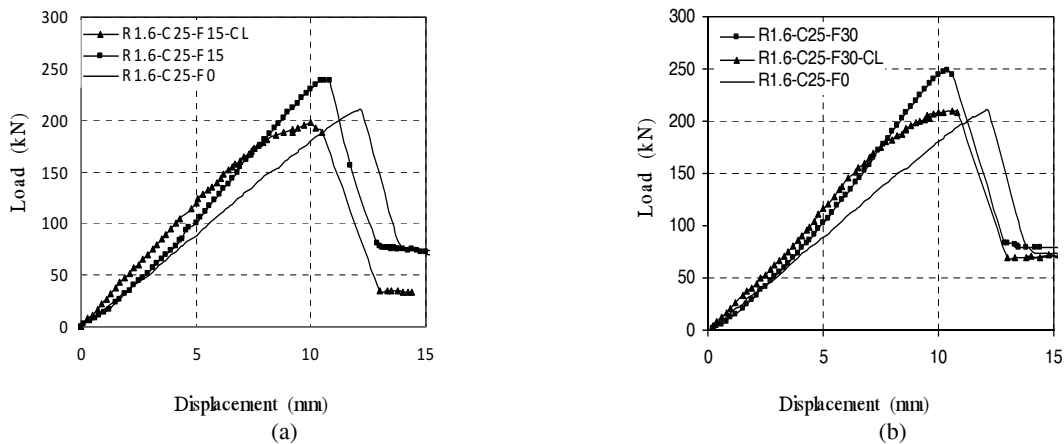 300
250
200
150
100
50
0
Load (kN)
R1.6-C25-F15-CL
R1.6-C25-F15
R1.6-C25-F0
0 5 10 15
Displacement (mm)
(a)
300
250
200
150
100
50
0
Load (kN)
R1.6-C25-F30
R1.6-C25-F30-CL
R1.6-C25-F0
0 5 10 15
Displacement (mm)
(b)